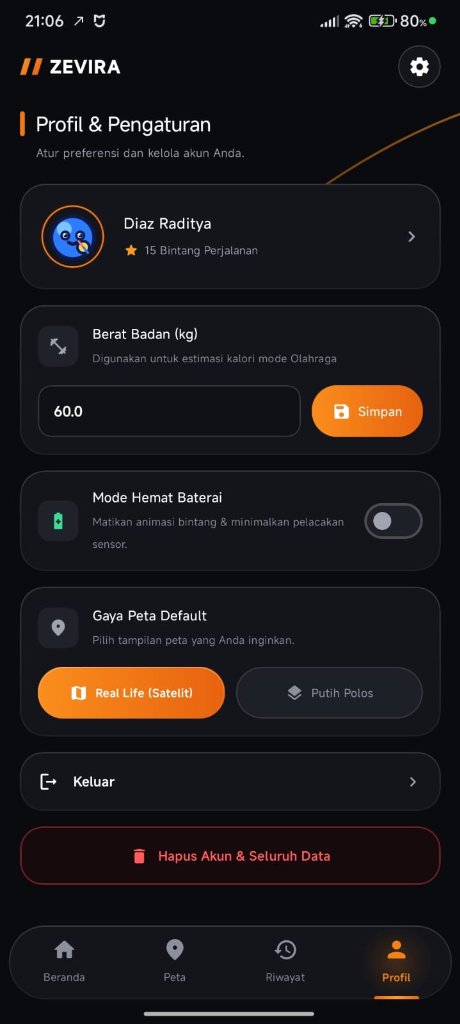 21:06
80%
ZEVIRA
Profil & Pengaturan
Atur preferensi dan kelola akun Anda.
Diaz Raditya
15 Bintang Perjalanan
Berat Badan (kg)
Digunakan untuk estimasi kalori mode Olahraga
60.0
Simpan
Mode Hemat Baterai
Matikan animasi bintang & minimalkan pelacakan
sensor.
Gaya Peta Default
Pilih tampilan peta yang Anda inginkan.
Real Life (Satelit)
Putih Polos
Keluar
Hapus Akun & Seluruh Data
Beranda
Peta
Riwayat
Profil